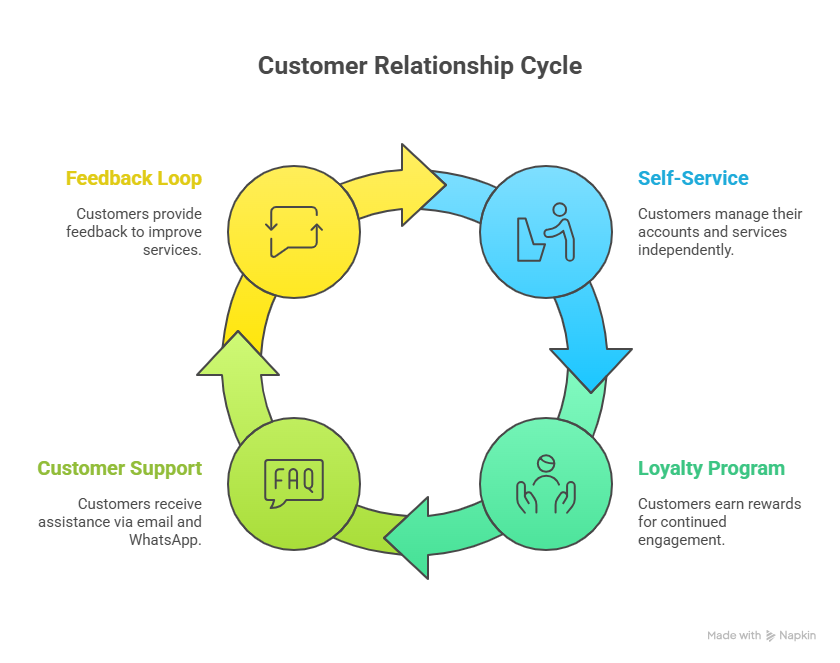 Customer Relationship Cycle
Feedback Loop
Customers provide
feedback to improve
services.
Self-Service
Customers manage their
accounts and services
independently.
Customer Support
Customers receive
assistance via email and
WhatsApp.
FAQ
Loyalty Program
Customers earn rewards
for continued
engagement.
Made with Napkin